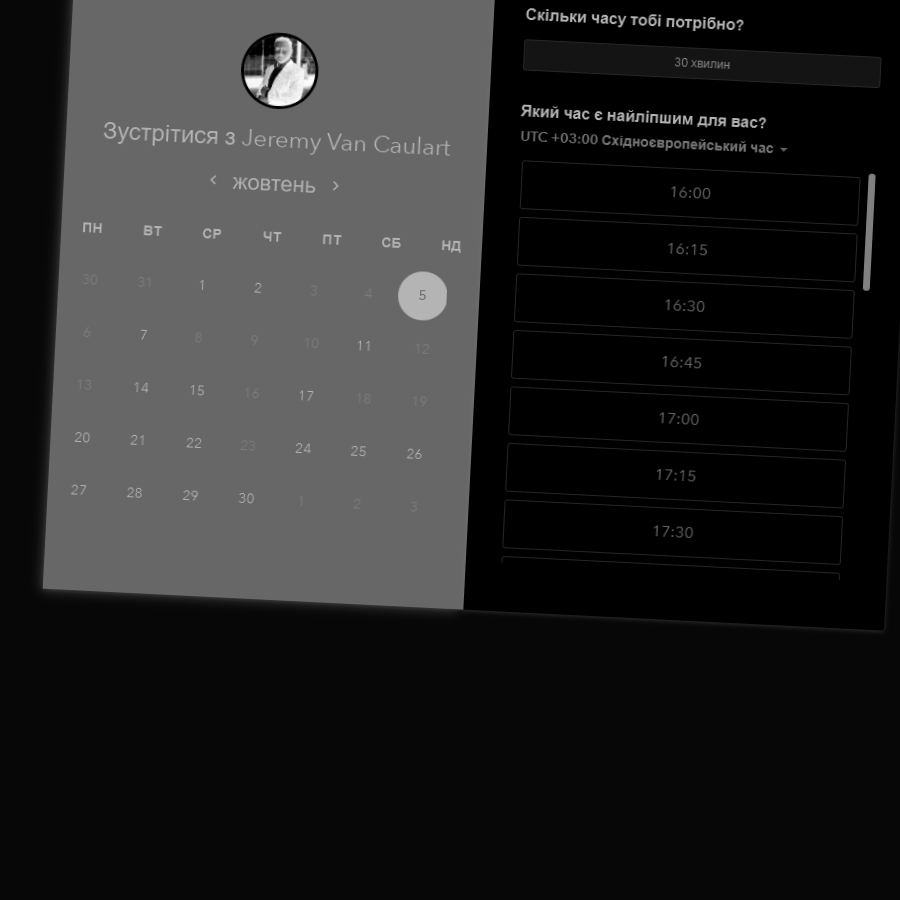 Зустрітися з Jeremy Van Caulart
‹ жовтень ›
ПН ВТ СР ЧТ ПТ СБ НД
30 31 1 2 3 4 5
6 7 8 9 10 11 12
13 14 15 16 17 18 19
20 21 22 23 24 25 26
27 28 29 30 1 2 3
Скільки часу тобі потрібно?
30 хвилин
Який час є найліпшим для вас?
UTC +03:00 Східноєвропейський час
16:00
16:15
16:30
16:45
17:00
17:15
17:30